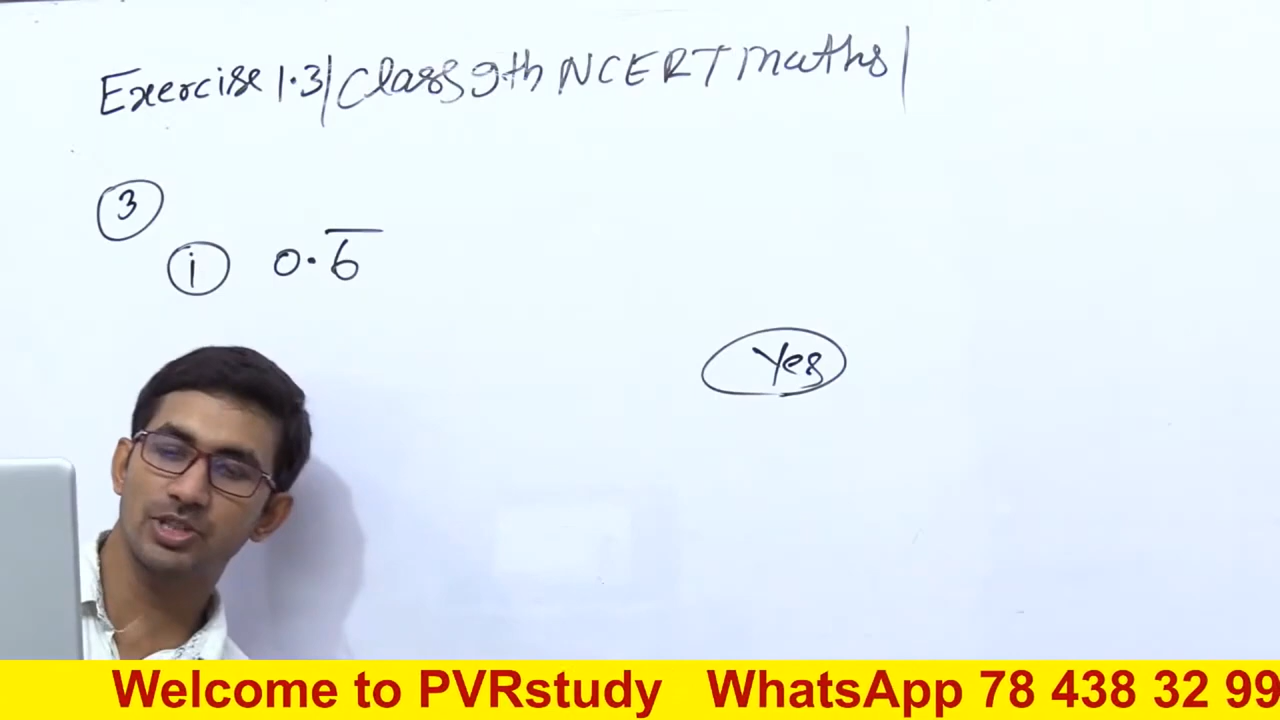 Exercise 1.3| Class 9th NCERT maths|
3
i 0.6̅
Yes
Welcome to PVRstudy WhatsApp 78 438 32 99